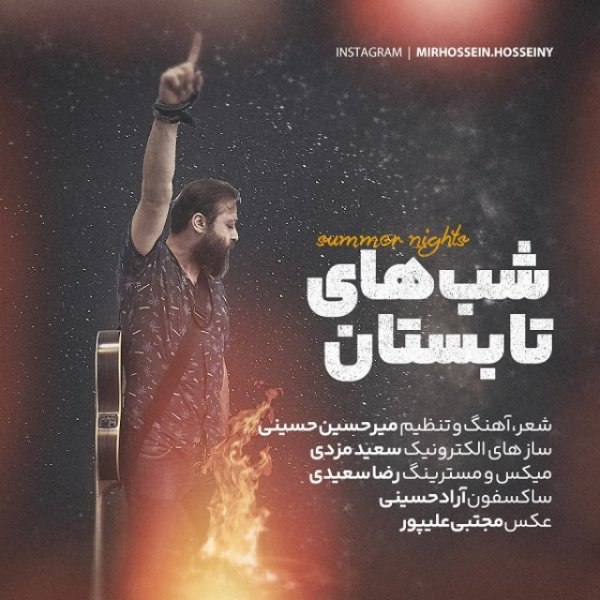 INSTAGRAM | MIRHOSSEIN.HOSSEINY
summer nights
شب‌های
تابستان
شعر، آهنگ و تنظیم میرحسین حسینی
ساز های الکترونیک سعید مزدی
میکس و مسترینگ رضا سعیدی
ساکسفون آراد حسینی
عکس مجتبی علیپور